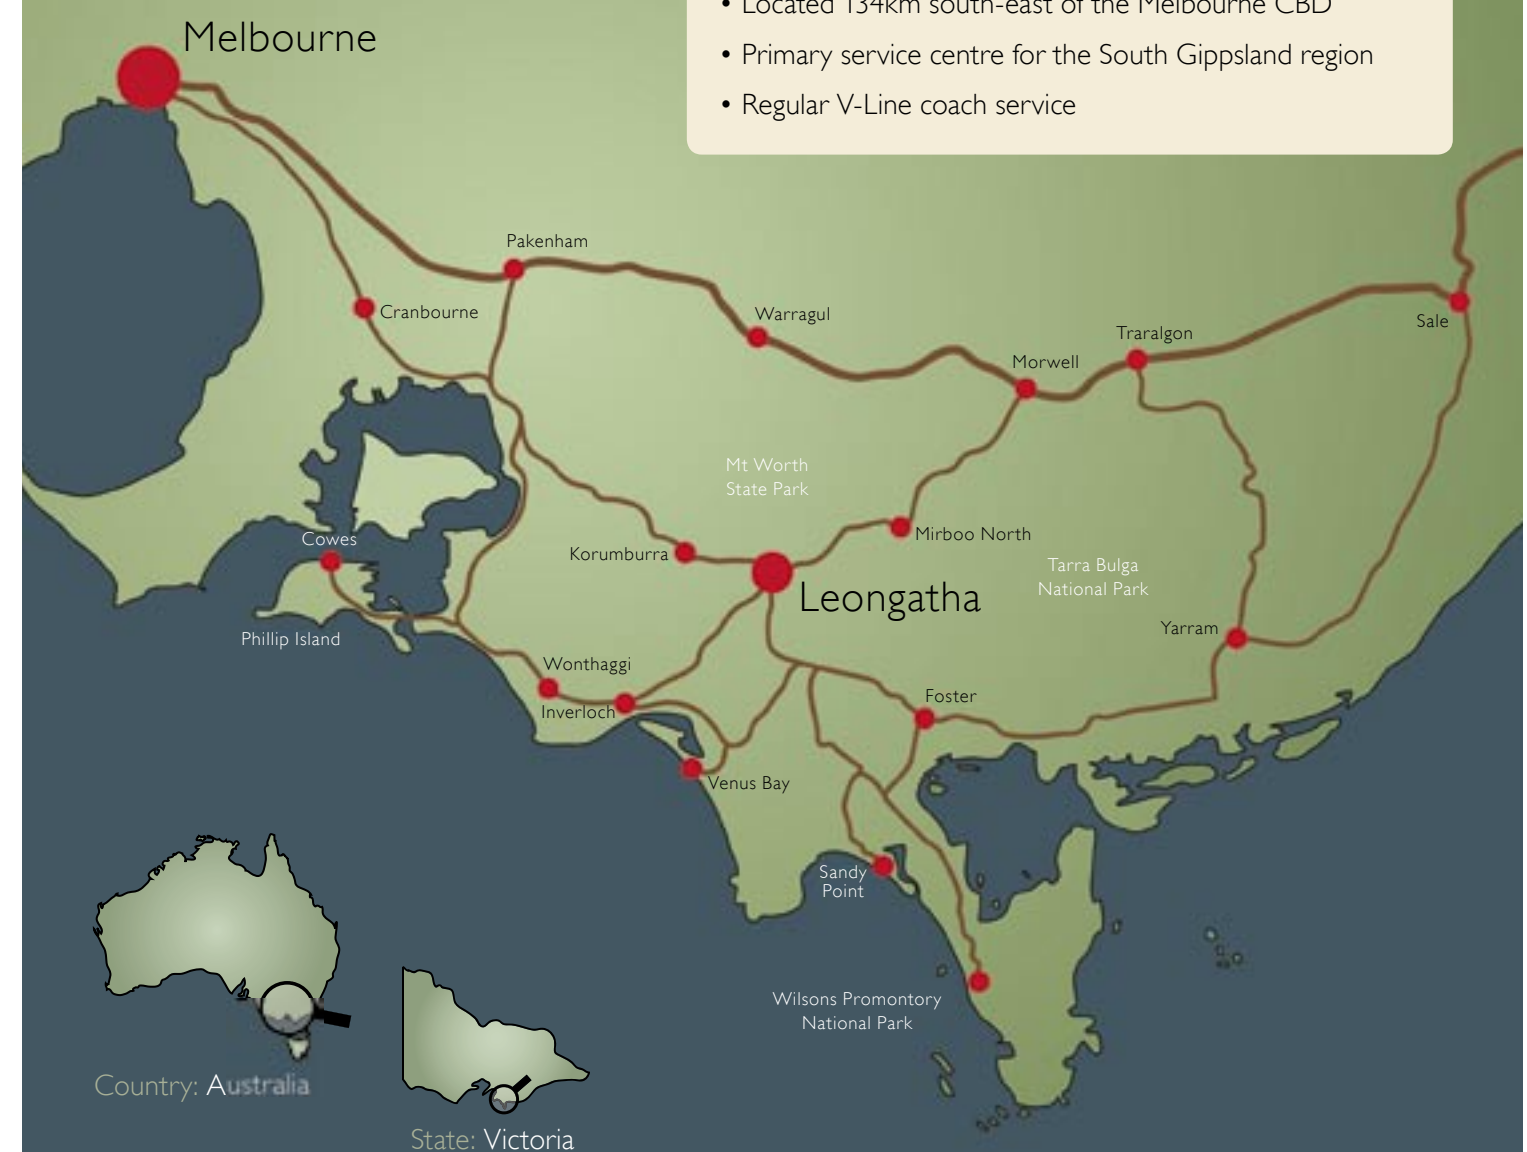 • Located 134km south-east of the Melbourne CBD
• Primary service centre for the South Gippsland region
• Regular V-Line coach service
Melbourne
Pakenham
Cranbourne
Warragul
Traralgon
Sale
Morwell
Mt Worth
State Park
Cowes
Korumburra
Mirboo North
Leongatha
Tarra Bulga
National Park
Phillip Island
Yarram
Wonthaggi
Inverloch
Foster
Venus Bay
Sandy
Point
Wilsons Promontory
National Park
Country: Australia
State: Victoria